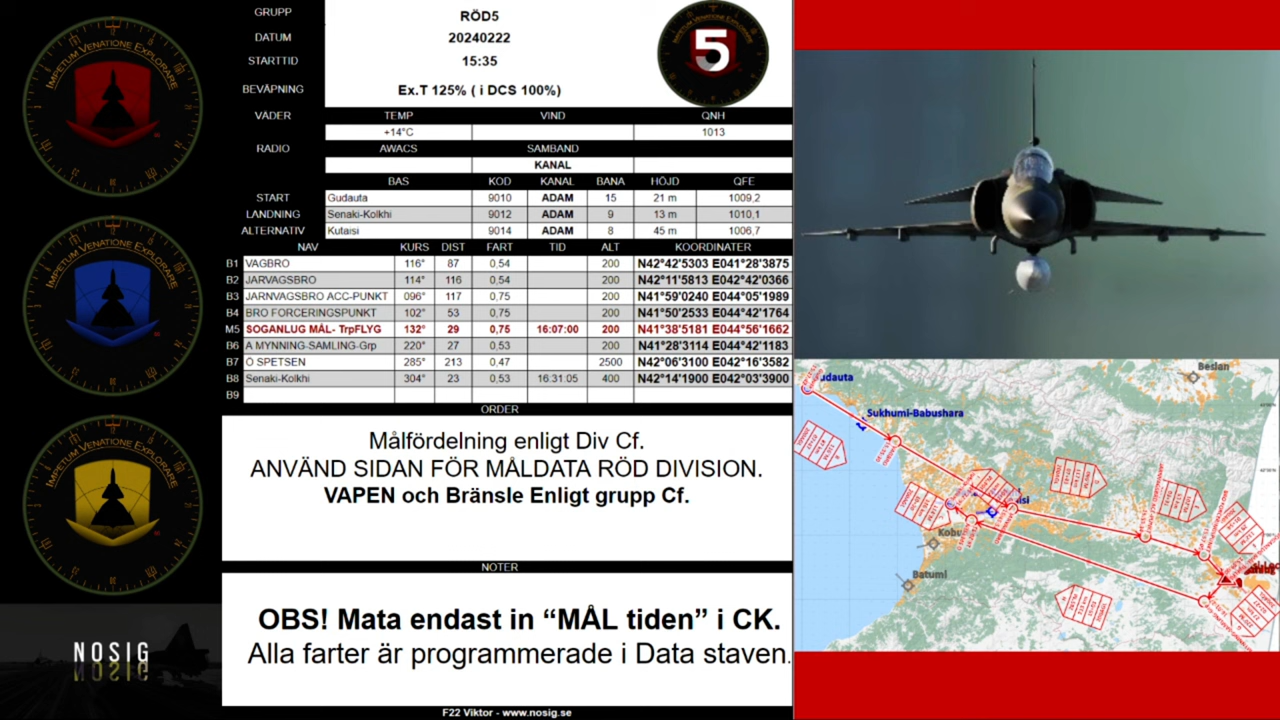 IMPETUM VENATIONE EXPLORARE
IMPETUM VENATIONE EXPLORARE
IMPETUM VENATIONE EXPLORARE
NOSIG
GRUPP RÖD5
DATUM 20240222
STARTTID 15:35
BEVÄPNING Ex.T 125% ( i DCS 100%)
5
VÄDER TEMP VIND QNH
+14°C 1013
RADIO AWACS SAMBAND
KANAL
BAS KOD KANAL BANA HÖJD QFE
START Gudauta 9010 ADAM 15 21 m 1009,2
LANDNING Senaki-Kolkhi 9012 ADAM 9 13 m 1010,1
ALTERNATIV Kutaisi 9014 ADAM 8 45 m 1006,7
NAV KURS DIST FART TID ALT KOORDINATER
B1 VAGBRO 116° 87 0,54 200 N42°42'5303 E041°28'3875
B2 JARVAGSBRO 114° 116 0,54 200 N42°11'5813 E042°42'0366
B3 JARNVAGSBRO ACC-PUNKT 096° 117 0,75 200 N41°59'0240 E044°05'1989
B4 BRO FORCERINGSPUNKT 102° 53 0,75 200 N41°50'2533 E044°42'1764
M5 SOGANLUG MÅL- TrpFLYG 132° 29 0,75 16:07:00 200 N41°38'5181 E044°56'1662
B6 A MYNNING-SAMLING-Grp 220° 27 0,53 200 N41°28'3114 E044°42'1183
B7 O SPETSEN 285° 213 0,47 2500 N42°06'3100 E042°16'3582
B8 Senaki-Kolkhi 304° 23 0,53 16:31:05 400 N42°14'1900 E042°03'3900
B9
ORDER
Målfördelning enligt Div Cf.
ANVÄND SIDAN FÖR MÅLDATA RÖD DIVISION.
VAPEN och Bränsle Enligt grupp Cf.
NOTER
OBS! Mata endast in “MÅL tiden” i CK.
Alla farter är programmerade i Data staven.
F22 Viktor - www.nosig.se
Beslan
Sukhumi-Babushara
Batumi